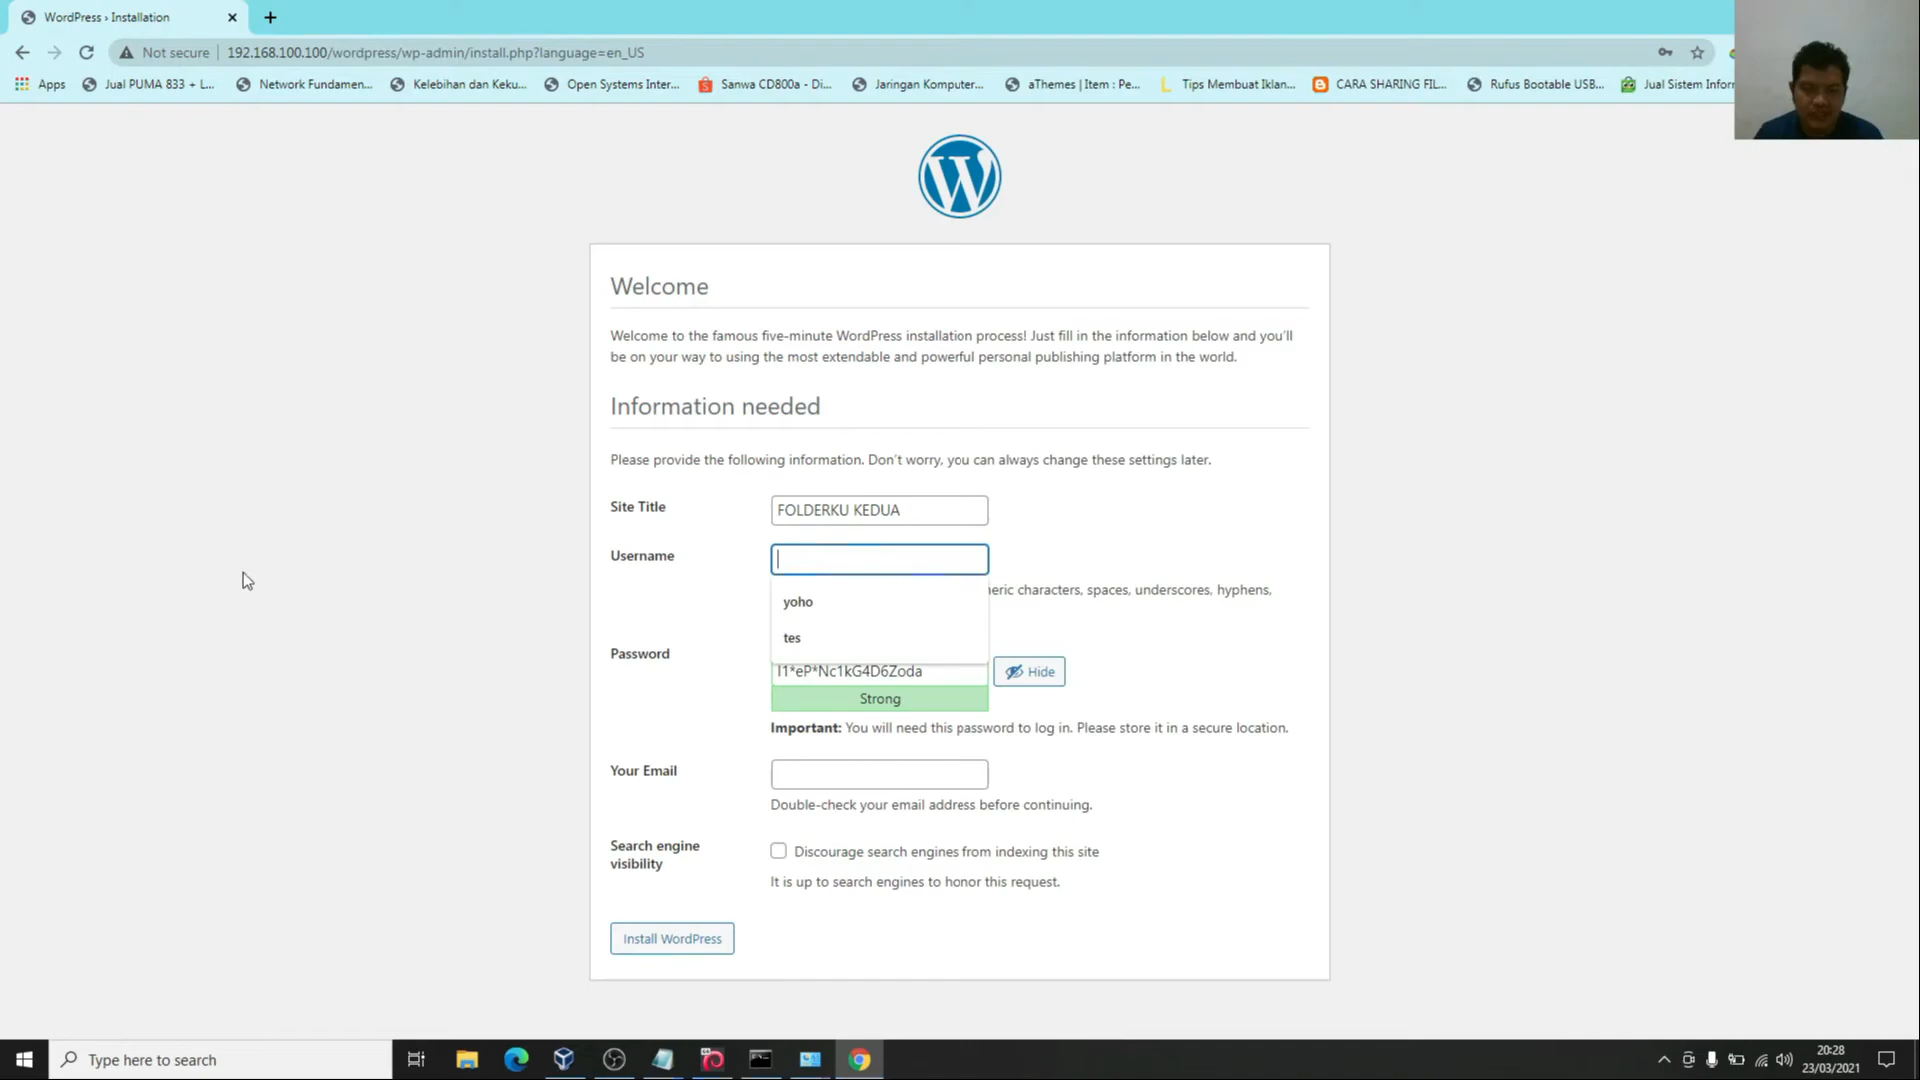 WordPress › Installation
Not secure
192.168.100.100/wordpress/wp-admin/install.php?language=en_US
Apps
Jual PUMA 833 + L...
Network Fundamen...
Kelebihan dan Keku...
Open Systems Inter...
Sanwa CD800a - Di...
Jaringan Komputer...
aThemes | Item : Pe...
Tips Membuat Iklan...
CARA SHARING FIL...
Rufus Bootable USB...
Jual Sistem Infor
Welcome
Welcome to the famous five-minute WordPress installation process! Just fill in the information below and you'll
be on your way to using the most extendable and powerful personal publishing platform in the world.
Information needed
Please provide the following information. Don't worry, you can always change these settings later.
Site Title
FOLDERKU KEDUA
Username
characters, spaces, underscores, hyphens,
yoho
tes
Password
Hide
Strong
Important: You will need this password to log in. Please store it in a secure location.
Your Email
Double-check your email address before continuing.
Search engine
visibility
Discourage search engines from indexing this site
It is up to search engines to honor this request.
Install WordPress
Type here to search
20:28
23/03/2021